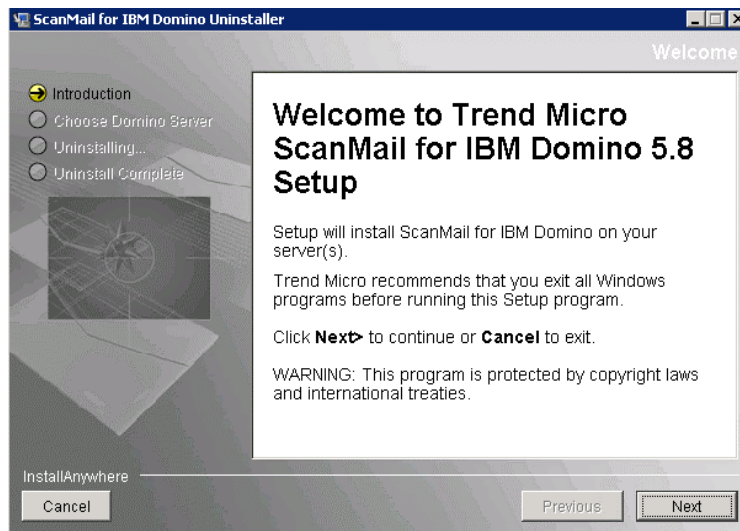 ScanMail for IBM Domino Uninstaller
Welcome
Introduction
Choose Domino Server
Uninstalling...
Uninstall Complete
Welcome to Trend Micro
ScanMail for IBM Domino 5.8
Setup
Setup will install ScanMail for IBM Domino on your
server(s).
Trend Micro recommends that you exit all Windows
programs before running this Setup program.
Click Next> to continue or Cancel to exit.
WARNING: This program is protected by copyright laws
and international treaties.
InstallAnywhere
Cancel
Previous
Next